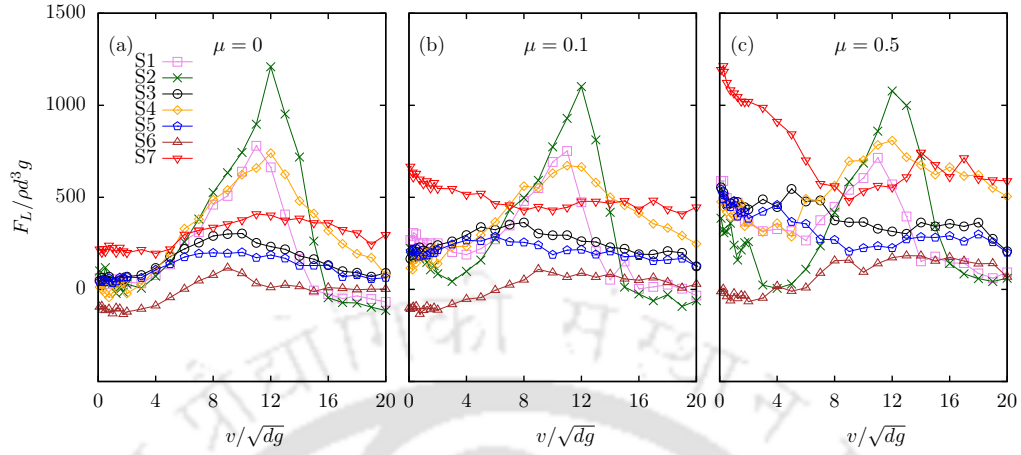 (a) μ = 0
(b) μ = 0.1
(c) μ = 0.5
S1
S2
S3
S4
S5
S6
S7
F_L/ρd³g
1500
1000
500
0
0 4 8 12 16 20
0 4 8 12 16 20
0 4 8 12 16 20
v/√dg
v/√dg
v/√dg